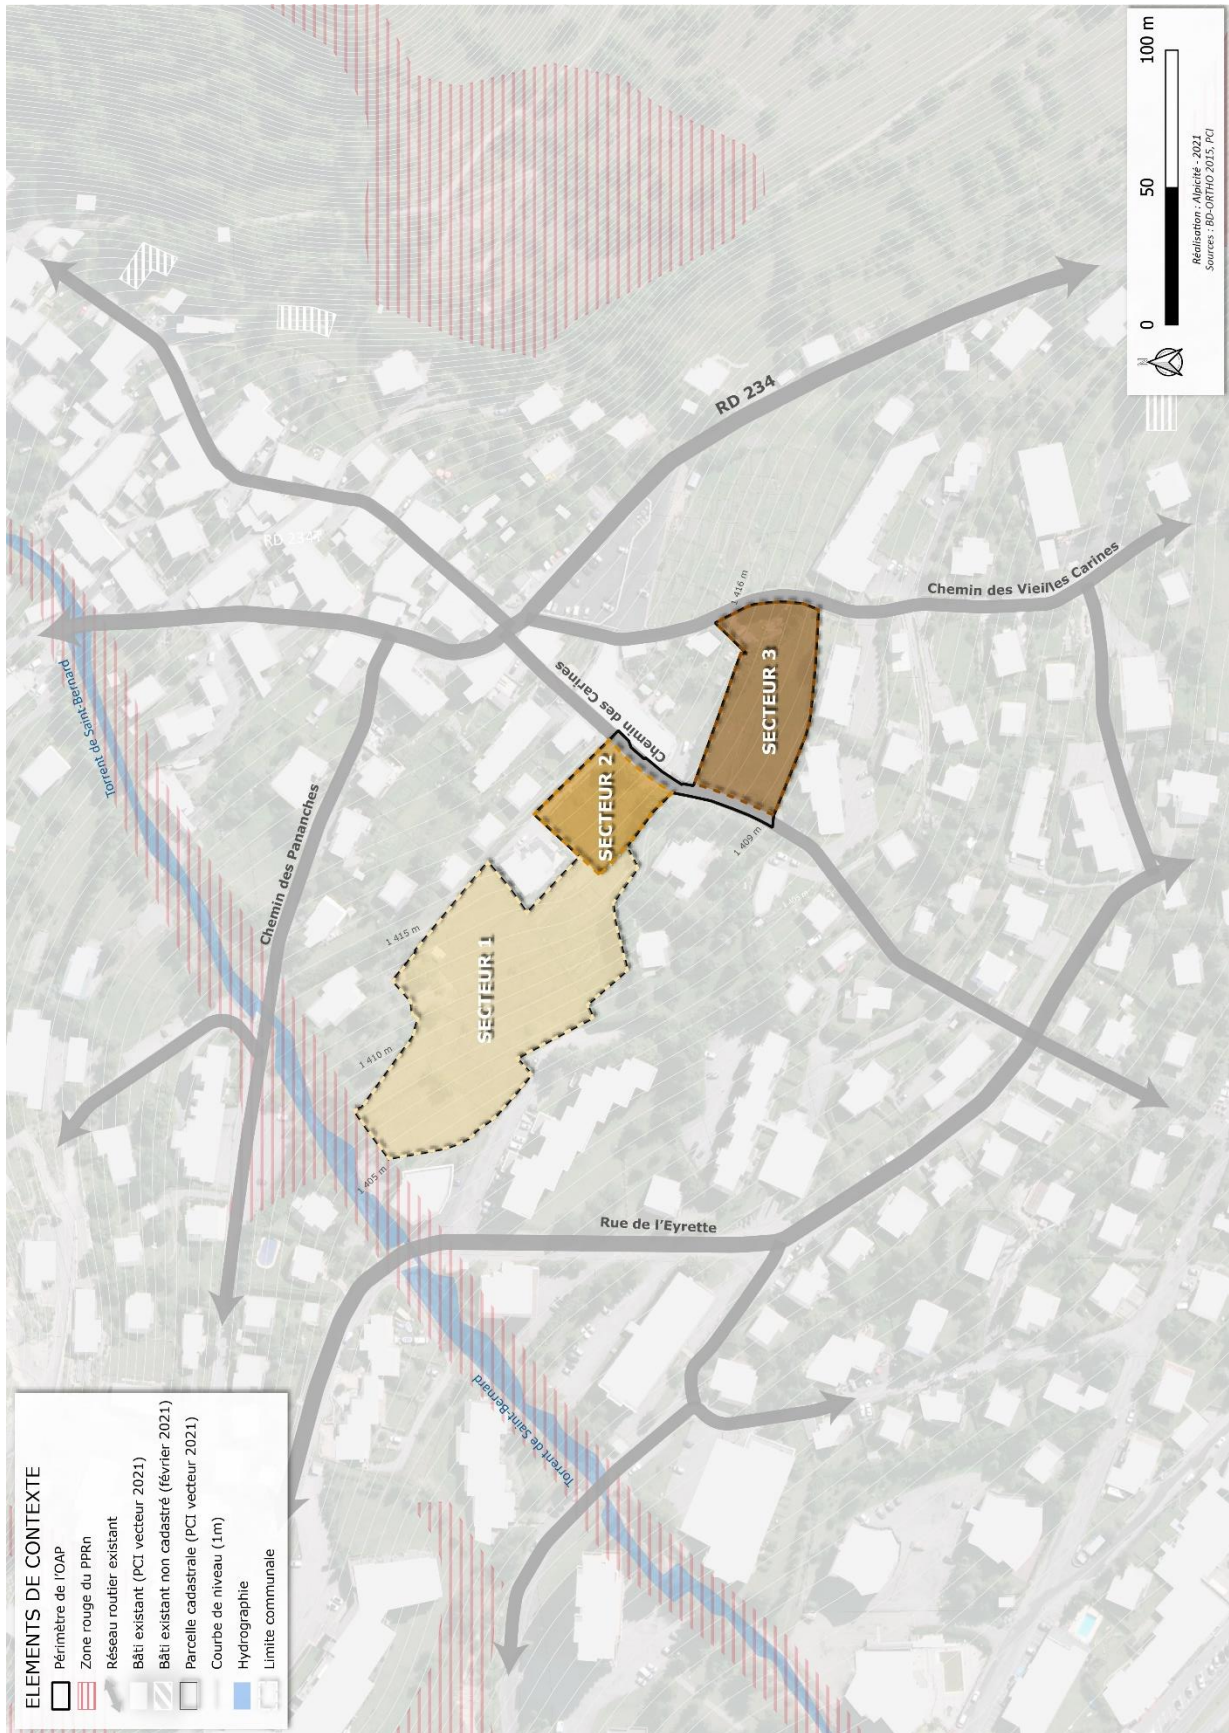 ELEMENTS DE CONTEXTE
Périmètre de l'OAP
Zone rouge du PPRn
Réseau routier existant
Bâti existant (PCI vecteur 2021)
Bâti existant non cadastré (février 2021)
Parcelle cadastrale (PCI vecteur 2021)
Courbe de niveau (1m)
Hydrographie
Limite communale
Torrent de Saint-Bernard
Chemin des Pananches
RD 234
Chemin des Carines
Chemin des Vieilles Carines
Rue de l'Eyrette
Torrent de Saint-Bernard
SECTEUR 1
SECTEUR 2
SECTEUR 3
1 405 m
1 410 m
1 415 m
1 409 m
1 416 m
N
0
50
100 m
Réalisation : Alpicité - 2021
Sources : BD-ORTHO 2015, PCI